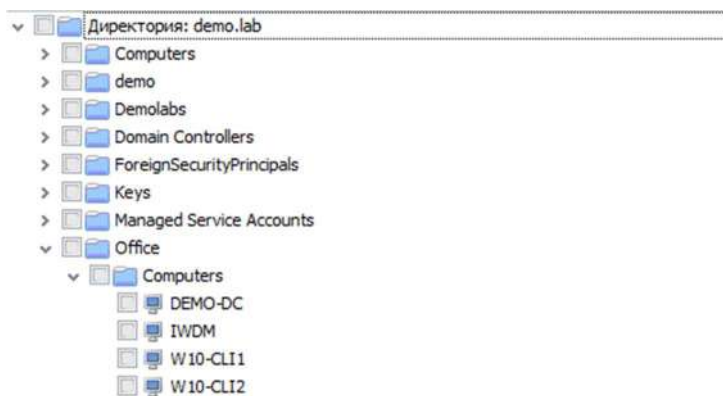 Директория: demo.lab
Computers
demo
Demolabs
Domain Controllers
ForeignSecurityPrincipals
Keys
Managed Service Accounts
Office
Computers
DEMO-DC
IWDM
W10-CLI1
W10-CLI2